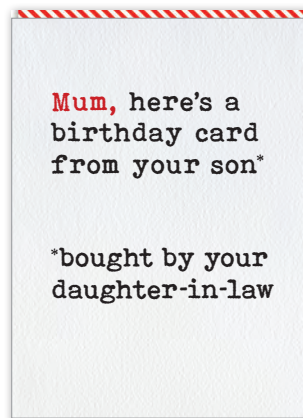 Mum, here's a
birthday card
from your son*
*bought by your
daughter-in-law